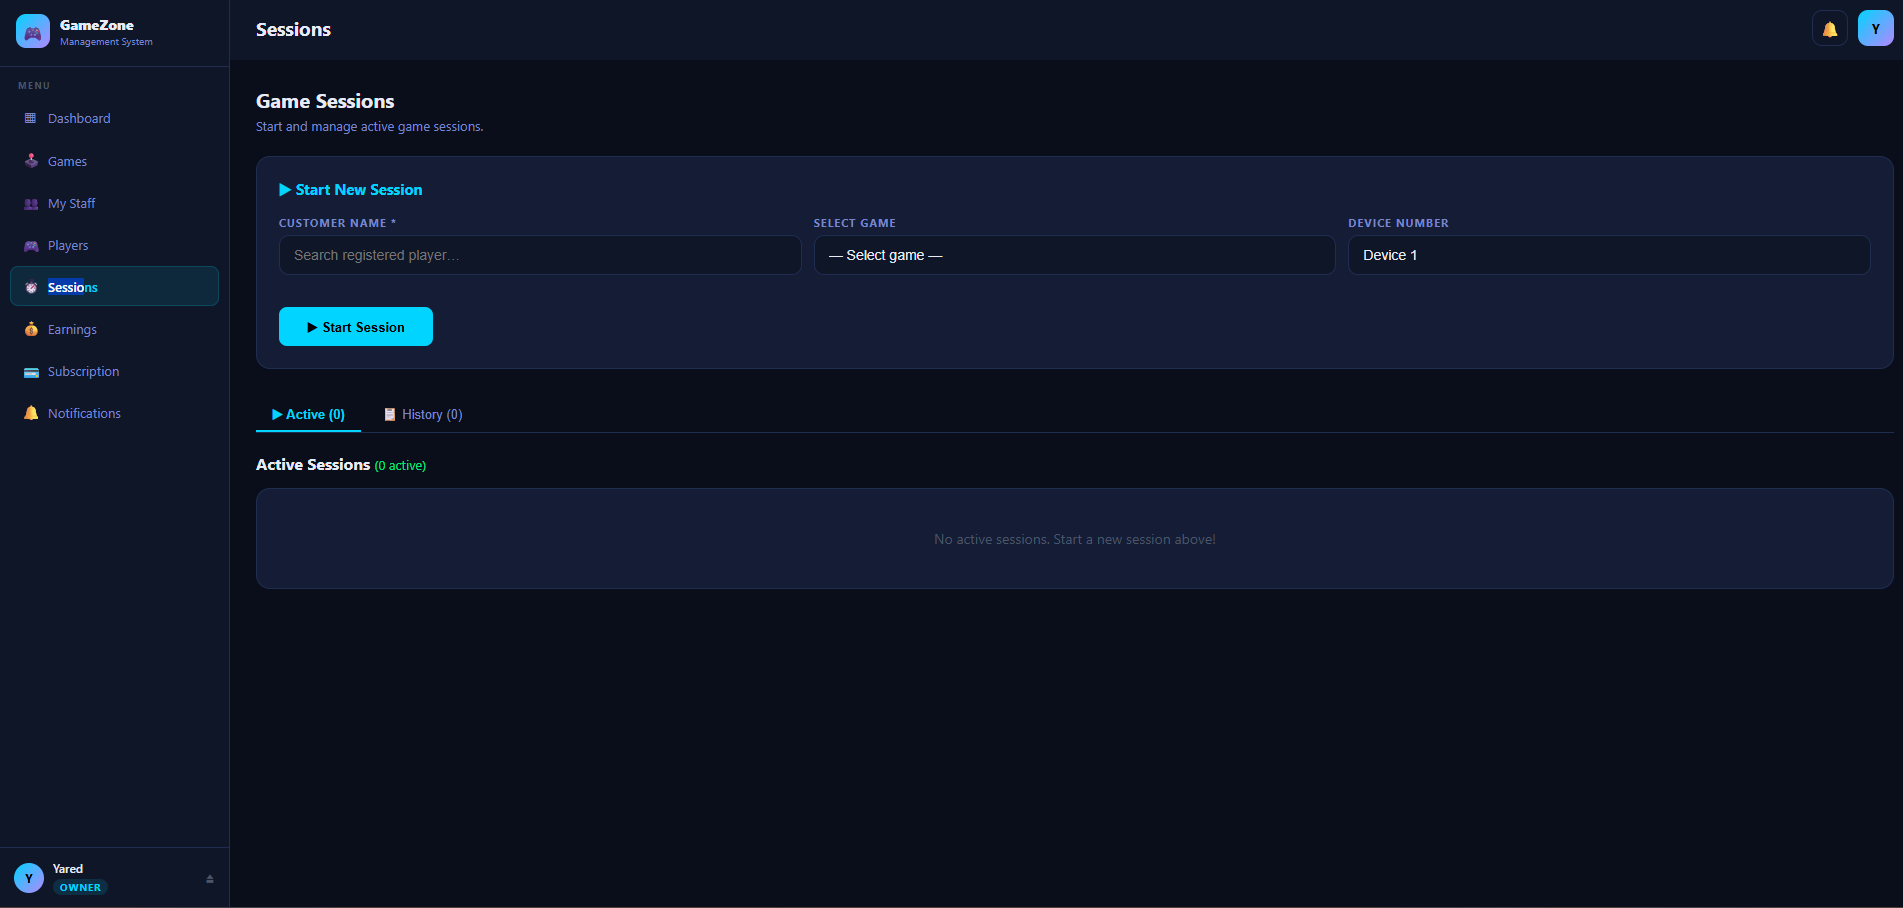 GameZone
Management System
MENU
Dashboard
Games
My Staff
Players
Sessions
Earnings
Subscription
Notifications
Yared
Y
OWNER
Sessions
Y
Game Sessions
Start and manage active game sessions.
▶ Start New Session
CUSTOMER NAME *
SELECT GAME
DEVICE NUMBER
Search registered player…
— Select game —
Device 1
▶ Start Session
▶ Active (0)
History (0)
Active Sessions (0 active)
No active sessions. Start a new session above!